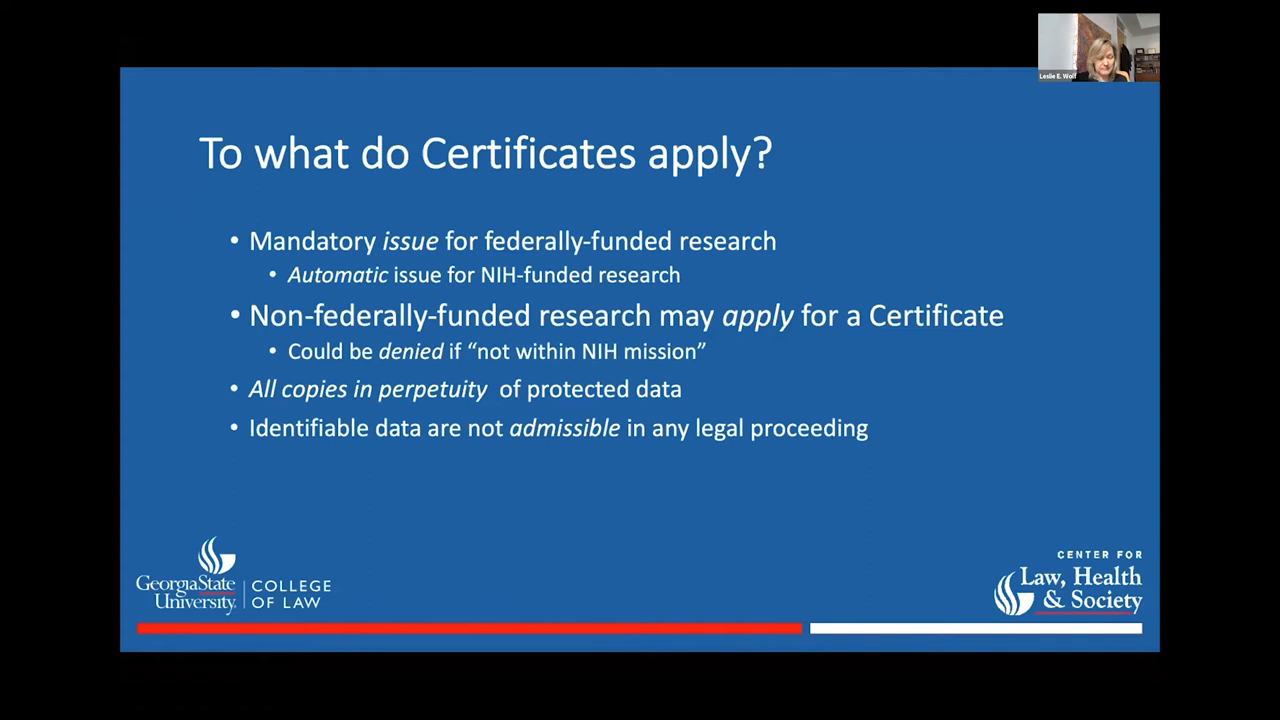 Leslie E. Wolf
To what do Certificates apply?
• Mandatory issue for federally-funded research
• Automatic issue for NIH-funded research
• Non-federally-funded research may apply for a Certificate
• Could be denied if “not within NIH mission”
• All copies in perpetuity of protected data
• Identifiable data are not admissible in any legal proceeding
GeorgiaState
University
COLLEGE
OF LAW
CENTER FOR
Law, Health
& Society